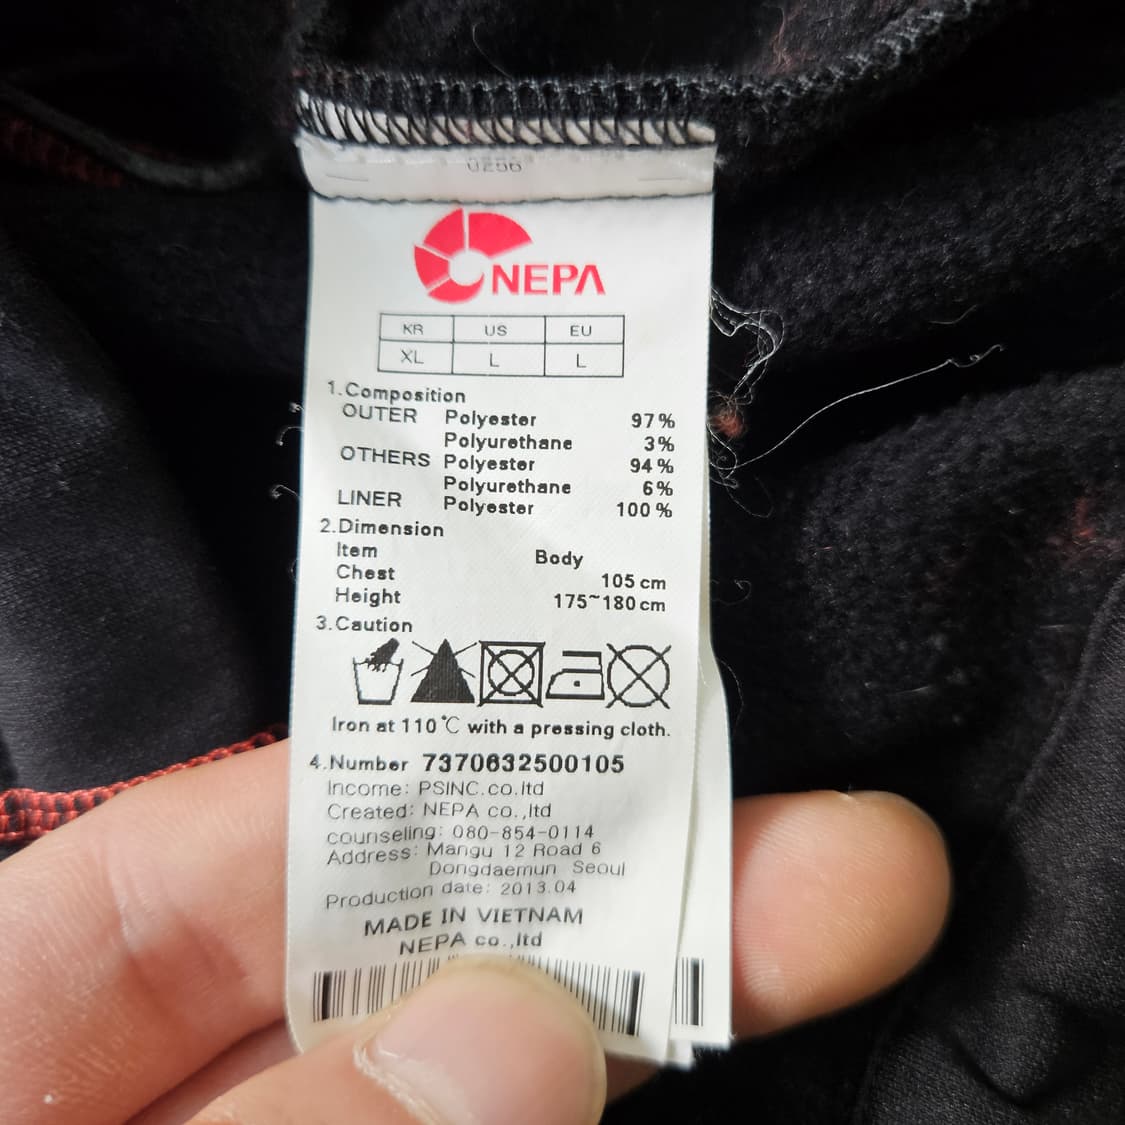 0256
NEPA
KR US EU
XL L L
1.Composition
OUTER Polyester 97%
Polyurethane 3%
OTHERS Polyester 94%
Polyurethane 6%
LINER Polyester 100%
2.Dimension
Item Body
Chest 105 cm
Height 175~180 cm
3.Caution
Iron at 110℃ with a pressing cloth.
4.Number 7370632500105
Income: PSINC.co.ltd
Created: NEPA co.,ltd
counseling: 080-854-0114
Address: Mangu 12 Road 6
Dongdaemun Seoul
Production date: 2013.04
MADE IN VIETNAM
NEPA co.,ltd